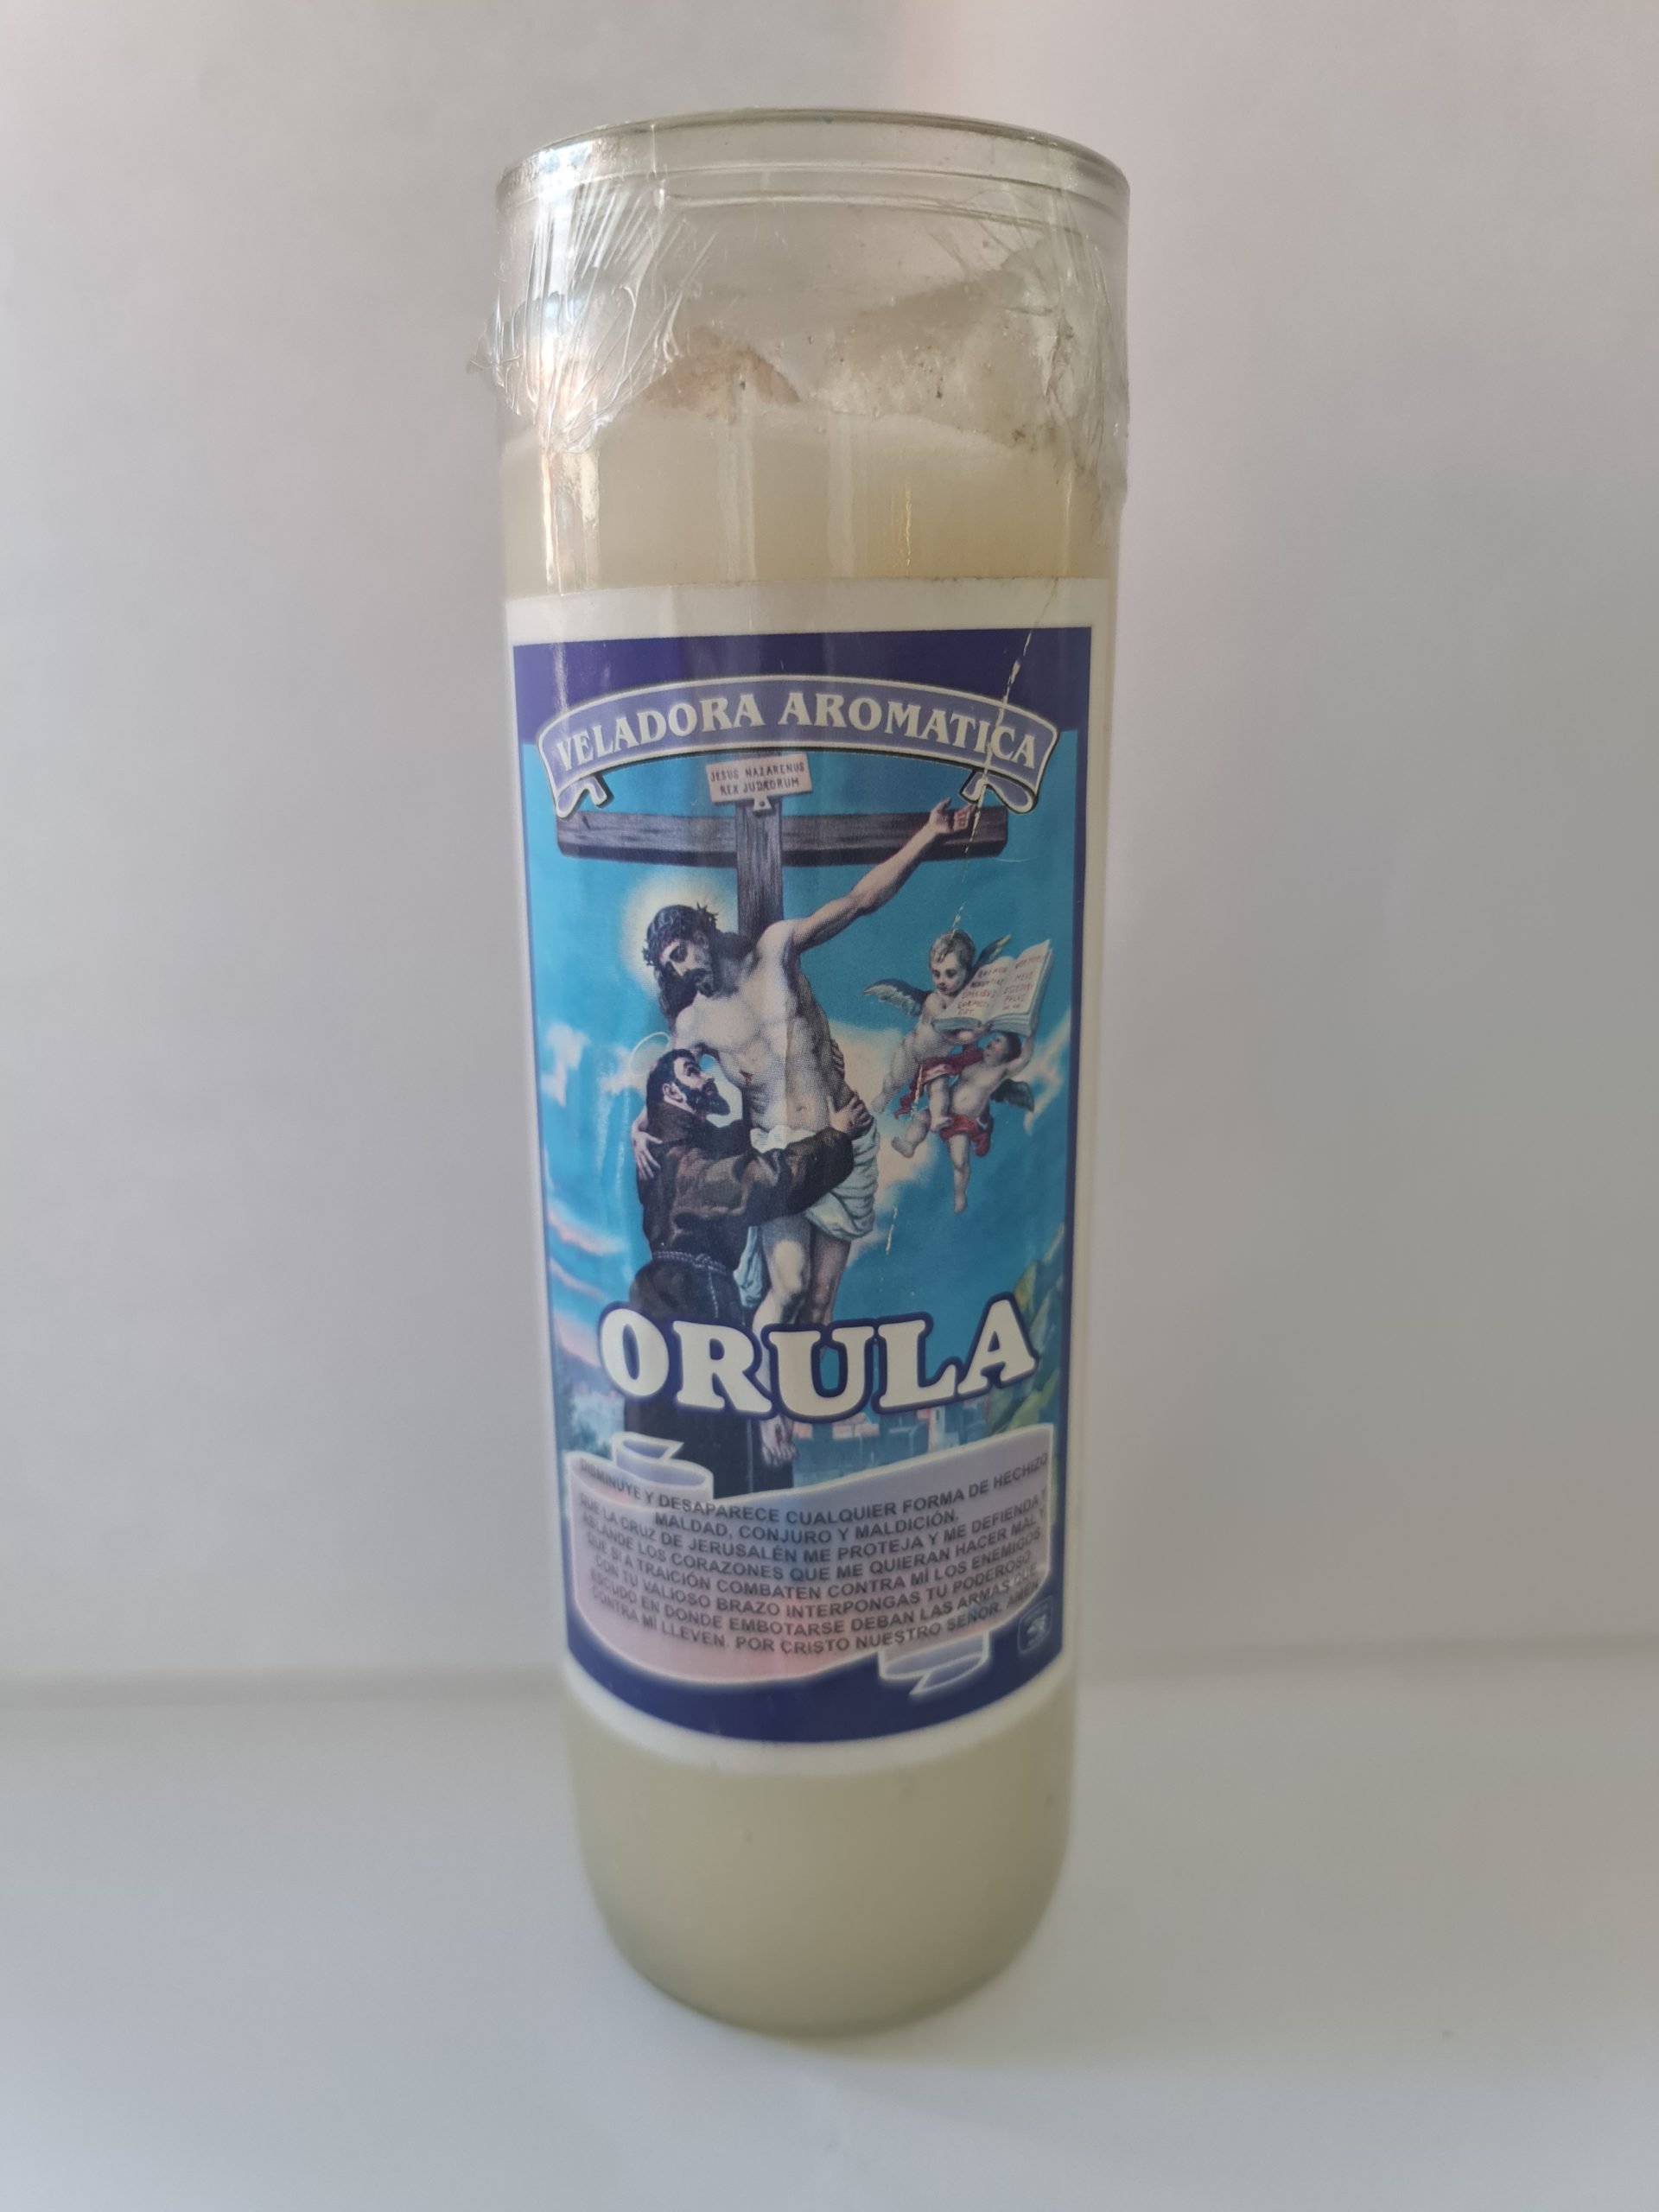 VELADORA AROMATICA
JESUS NAZARENUS
REX JUDÆORUM
ORULA
DISMINUYE Y DESAPARECE CUALQUIER FORMA DE HECHIZO
MALDAD, CONJURO Y MALDICIÓN.
QUE LA CRUZ DE JERUSALÉN ME PROTEJA Y ME DEFIENDA Y
ABLANDE LOS CORAZONES QUE ME QUIERAN HACER MAL Y
QUE SI A TRAICIÓN COMBATEN CONTRA MÍ LOS ENEMIGOS
CON TU VALIOSO BRAZO INTERPONGAS TU PODEROSO
ESCUDO EN DONDE EMBOTARSE DEBAN LAS ARMAS QUE
CONTRA MÍ LLEVEN. POR CRISTO NUESTRO SEÑOR. AMÉN